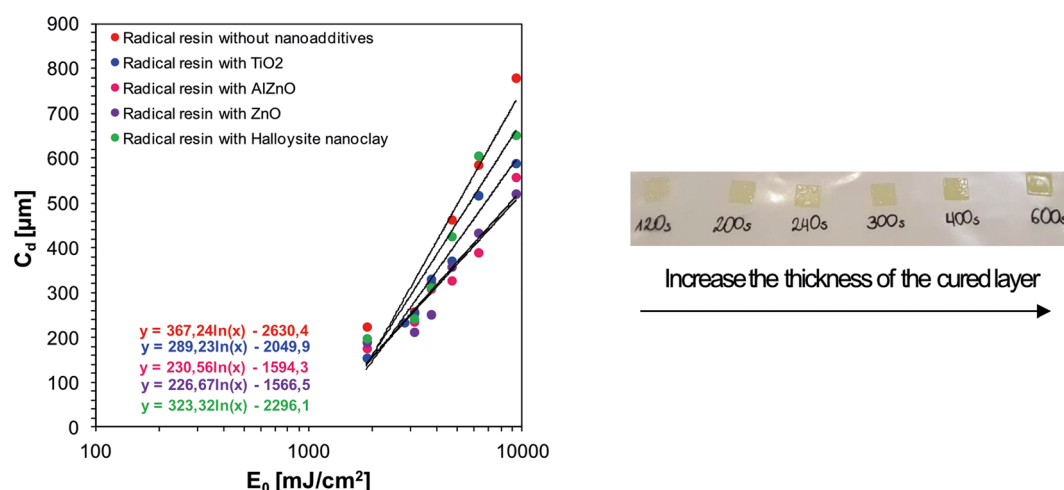 900
800
700
600
500
400
300
200
100
0
C_d [µm]
Radical resin without nanoadditives
Radical resin with TiO2
Radical resin with AlZnO
Radical resin with ZnO
Radical resin with Halloysite nanoclay
y = 367,24ln(x) - 2630,4
y = 289,23ln(x) - 2049,9
y = 230,56ln(x) - 1594,3
y = 226,67ln(x) - 1566,5
y = 323,32ln(x) - 2296,1
100 1000 10000
E₀ [mJ/cm²]
120s 200s 240s 300s 400s 600s
Increase the thickness of the cured layer